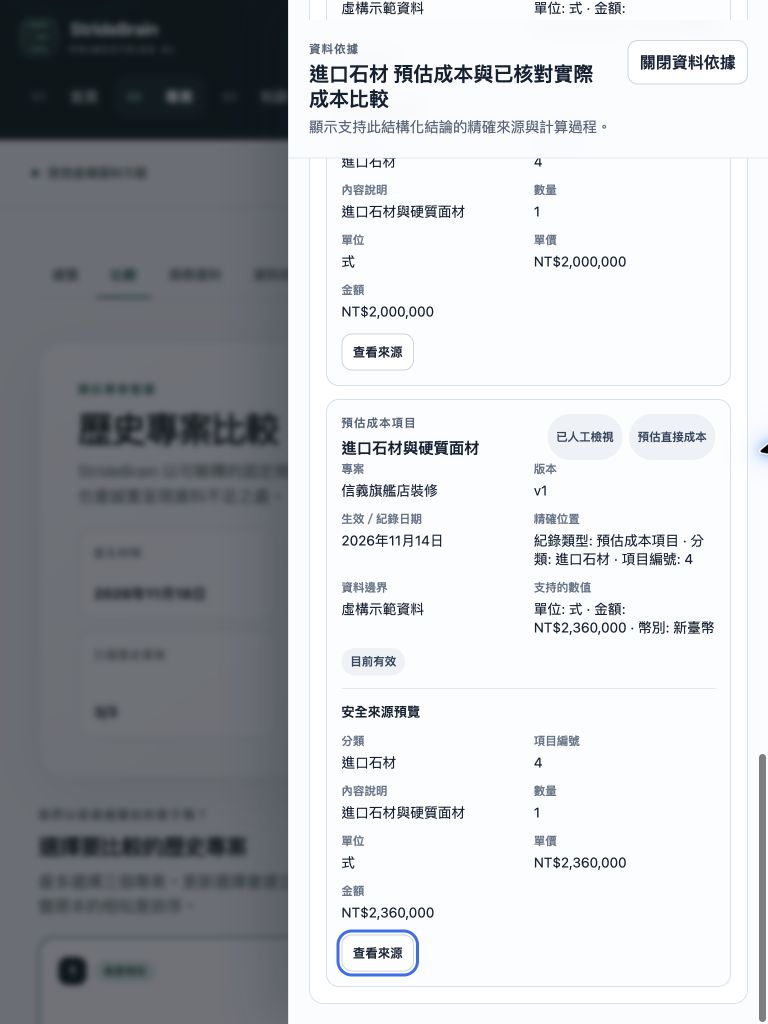 虛構示範資料
單位: 式 · 金額:
StrideBrain
資料依據
進口石材 預估成本與已核對實際
成本比較
關閉資料依據
顯示支持此結構化結論的精確來源與計算過程。
進口石材
4
內容說明
數量
進口石材與硬質面材
1
單位
單價
式
NT$2,000,000
金額
NT$2,000,000
查看來源
預估成本項目
已人工檢視
預估直接成本
進口石材與硬質面材
專案
版本
信義旗艦店裝修
v1
生效 / 紀錄日期
精確位置
2026年11月14日
紀錄類型: 預估成本項目 · 分
類: 進口石材 · 項目編號: 4
資料邊界
支持的數值
虛構示範資料
單位: 式 · 金額:
NT$2,360,000 · 幣別: 新臺幣
目前有效
安全來源預覽
分類
項目編號
進口石材
4
內容說明
數量
進口石材與硬質面材
1
單位
單價
式
NT$2,360,000
金額
NT$2,360,000
查看來源
歷史專案比較
2026年11月18日
3/3
選擇要比較的歷史專案